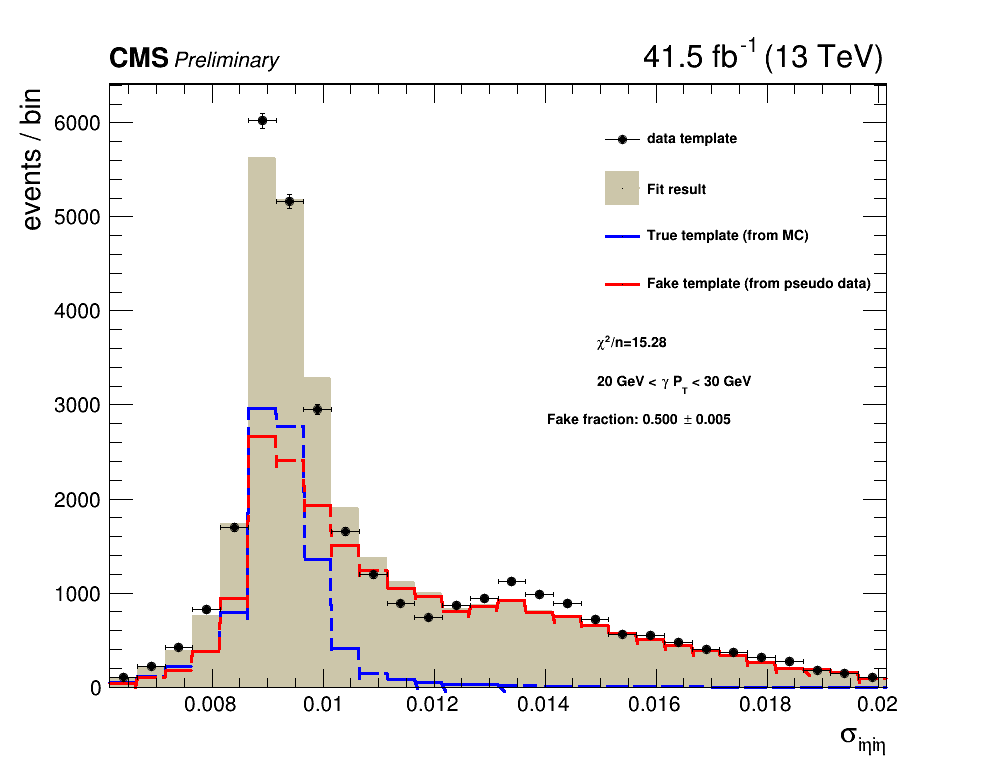 CMS Preliminary
41.5 fb⁻¹ (13 TeV)
events / bin
6000
5000
4000
3000
2000
1000
0
data template
Fit result
True template (from MC)
Fake template (from pseudo data)
χ²/n=15.28
20 GeV < γ P_T < 30 GeV
Fake fraction: 0.500 ± 0.005
0.008 0.01 0.012 0.014 0.016 0.018 0.02
σ_iηiη